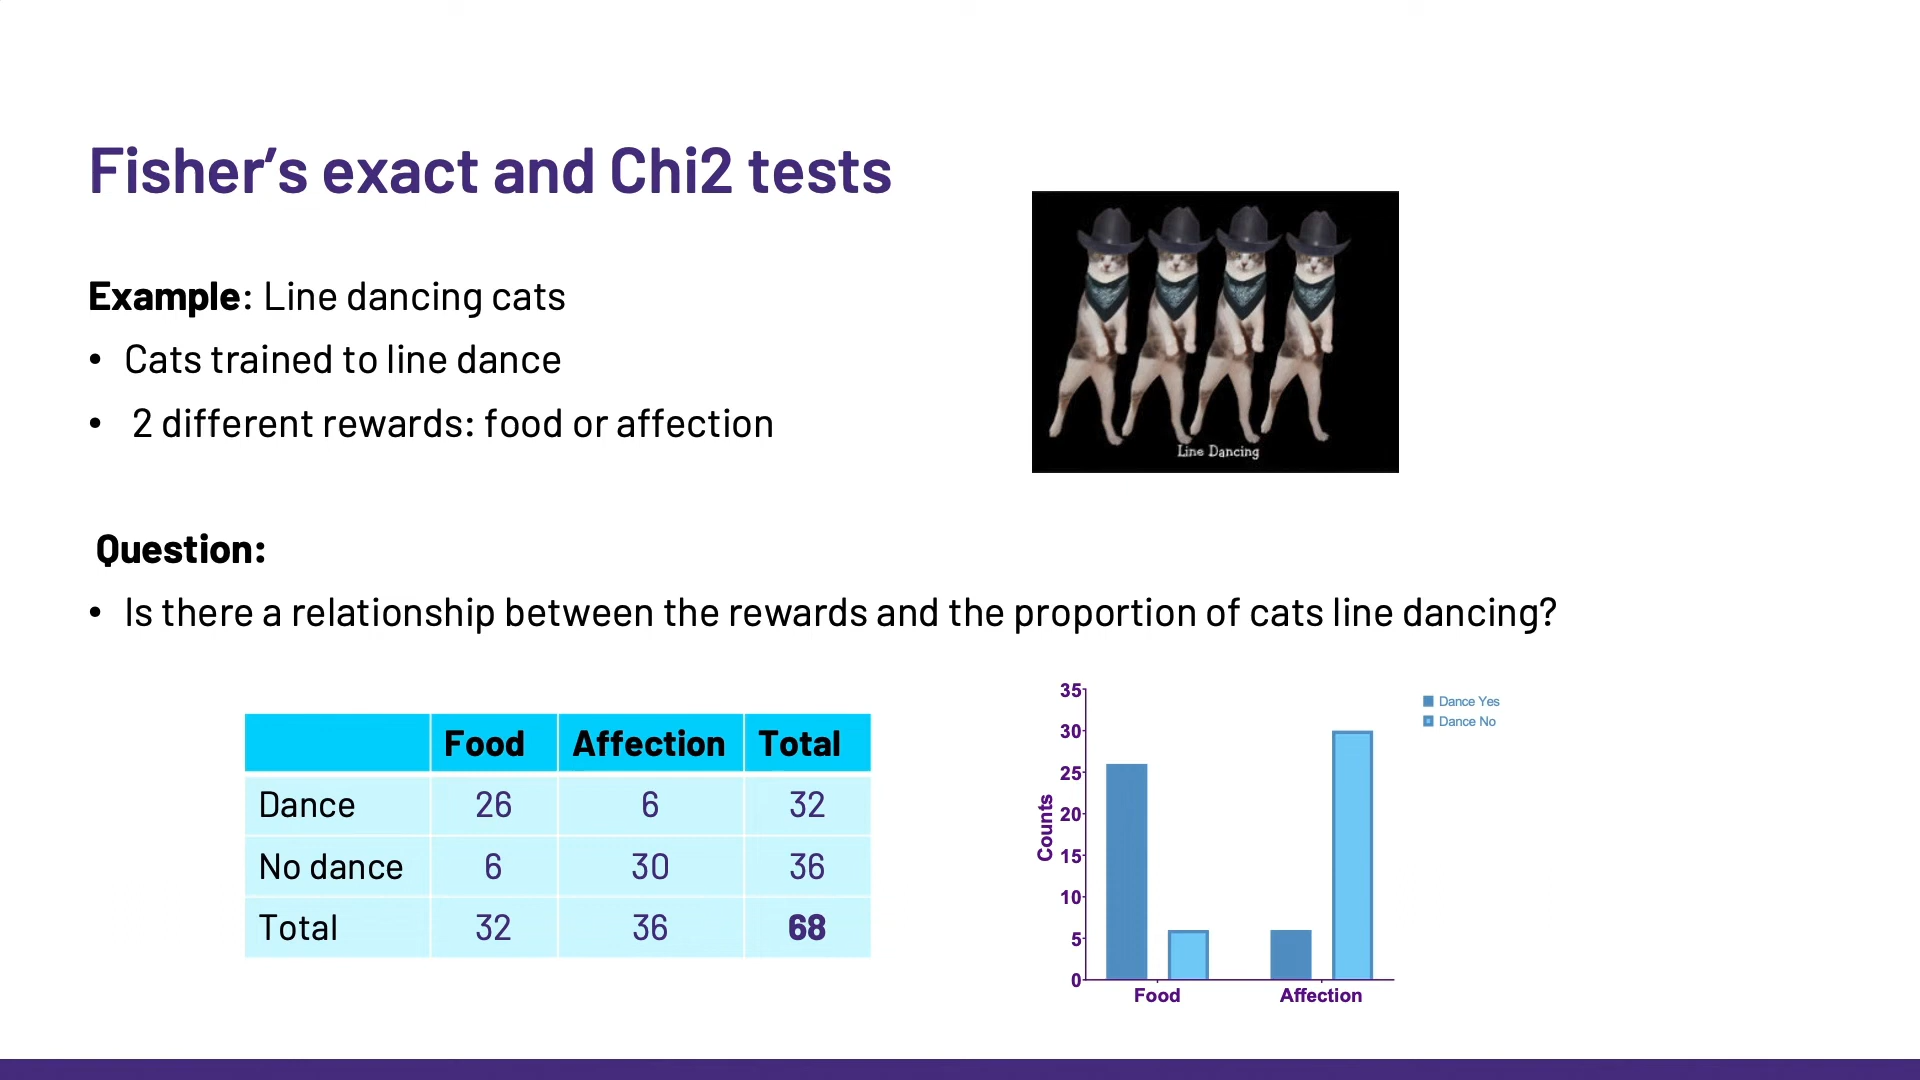 Fisher’s exact and Chi2 tests
Example: Line dancing cats
• Cats trained to line dance
• 2 different rewards: food or affection
Line Dancing
Question:
• Is there a relationship between the rewards and the proportion of cats line dancing?
Food Affection Total
Dance 26 6 32
No dance 6 30 36
Total 32 36 68
Counts
35
30
25
20
15
10
5
0
Food Affection
Dance Yes
Dance No